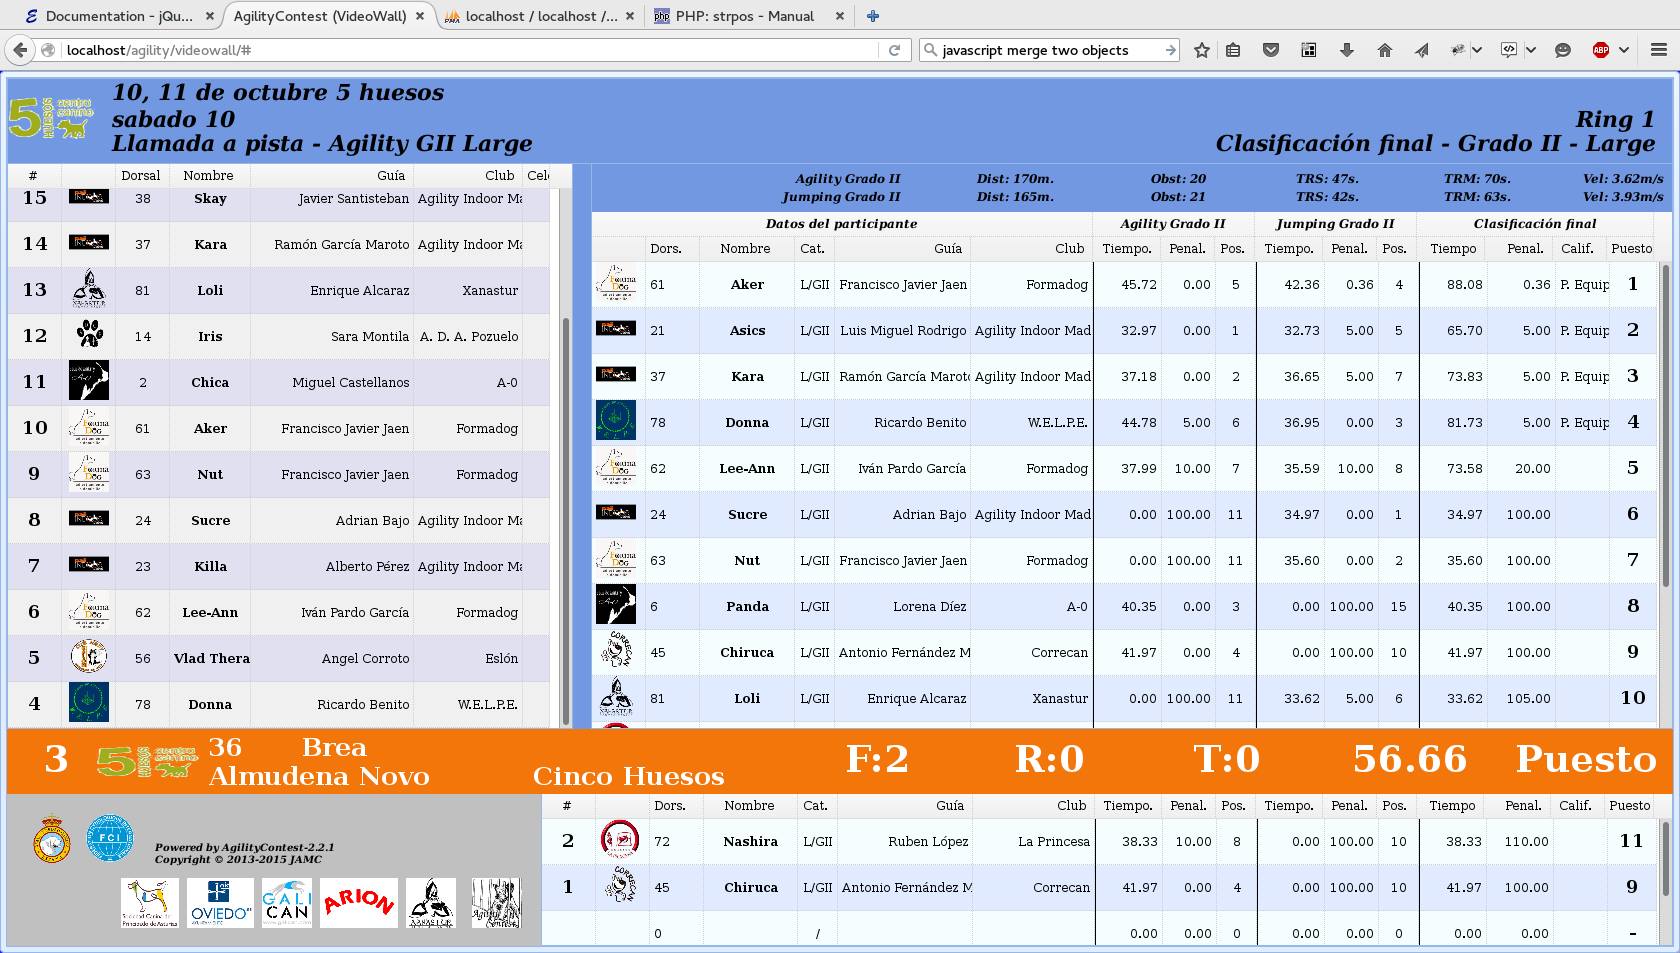 Documentation - jQu... × AgilityContest (VideoWall) × localhost / localhost /... × PHP: strpos - Manual ×
localhost/agility/videowall/# javascript merge two objects ABP
10, 11 de octubre 5 huesos
sabado 10
Llamada a pista - Agility GII Large
Ring 1
Clasificación final - Grado II - Large
# Dorsal Nombre Guía Club Celo
15 38 Skay Javier Santisteban Agility Indoor Ma
14 37 Kara Ramón García Maroto Agility Indoor Ma
13 81 Loli Enrique Alcaraz Xanastur
12 14 Iris Sara Montila A. D. A. Pozuelo
11 2 Chica Miguel Castellanos A-0
10 61 Aker Francisco Javier Jaen Formadog
9 63 Nut Francisco Javier Jaen Formadog
8 24 Sucre Adrian Bajo Agility Indoor Ma
7 23 Killa Alberto Pérez Agility Indoor Ma
6 62 Lee-Ann Iván Pardo García Formadog
5 56 Vlad Thera Angel Corroto Eslón
4 78 Donna Ricardo Benito W.E.L.P.E.
Agility Grado II Dist: 170m. Obst: 20 TRS: 47s. TRM: 70s. Vel: 3.62m/s
Jumping Grado II Dist: 165m. Obst: 21 TRS: 42s. TRM: 63s. Vel: 3.93m/s
Datos del participante Agility Grado II Jumping Grado II Clasificación final
Dors. Nombre Cat. Guía Club Tiempo. Penal. Pos. Tiempo. Penal. Pos. Tiempo Penal. Calif. Puesto
61 Aker L/GII Francisco Javier Jaen Formadog 45.72 0.00 5 42.36 0.36 4 88.08 0.36 P. Equip 1
21 Asics L/GII Luis Miguel Rodrigo Agility Indoor Mad 32.97 0.00 1 32.73 5.00 5 65.70 5.00 P. Equip 2
37 Kara L/GII Ramón García Maroto Agility Indoor Mad 37.18 0.00 2 36.65 5.00 7 73.83 5.00 P. Equip 3
78 Donna L/GII Ricardo Benito W.E.L.P.E. 44.78 5.00 6 36.95 0.00 3 81.73 5.00 P. Equip 4
62 Lee-Ann L/GII Iván Pardo García Formadog 37.99 10.00 7 35.59 10.00 8 73.58 20.00 5
24 Sucre L/GII Adrian Bajo Agility Indoor Mad 0.00 100.00 11 34.97 0.00 1 34.97 100.00 6
63 Nut L/GII Francisco Javier Jaen Formadog 0.00 100.00 11 35.60 0.00 2 35.60 100.00 7
6 Panda L/GII Lorena Díez A-0 40.35 0.00 3 0.00 100.00 15 40.35 100.00 8
45 Chiruca L/GII Antonio Fernández M Correcan 41.97 0.00 4 0.00 100.00 10 41.97 100.00 9
81 Loli L/GII Enrique Alcaraz Xanastur 0.00 100.00 11 33.62 5.00 6 33.62 105.00 10
3 5 HUESOS centro canino 36 Brea
Almudena Novo Cinco Huesos F:2 R:0 T:0 56.66 Puesto
FCI
Powered by AgilityContest-2.2.1
Copyright © 2013-2015 JAMC
Sociedad Canina del Principado de Asturias OVIEDO GALICAN ARION XANASTUR Agility Contest
# Dors. Nombre Cat. Guía Club Tiempo. Penal. Pos. Tiempo. Penal. Pos. Tiempo Penal. Calif. Puesto
2 72 Nashira L/GII Ruben López La Princesa 38.33 10.00 8 0.00 100.00 10 38.33 110.00 11
1 45 Chiruca L/GII Antonio Fernández M Correcan 41.97 0.00 4 0.00 100.00 10 41.97 100.00 9
0 / 0.00 0.00 0 0.00 0.00 0 0.00 0.00 -